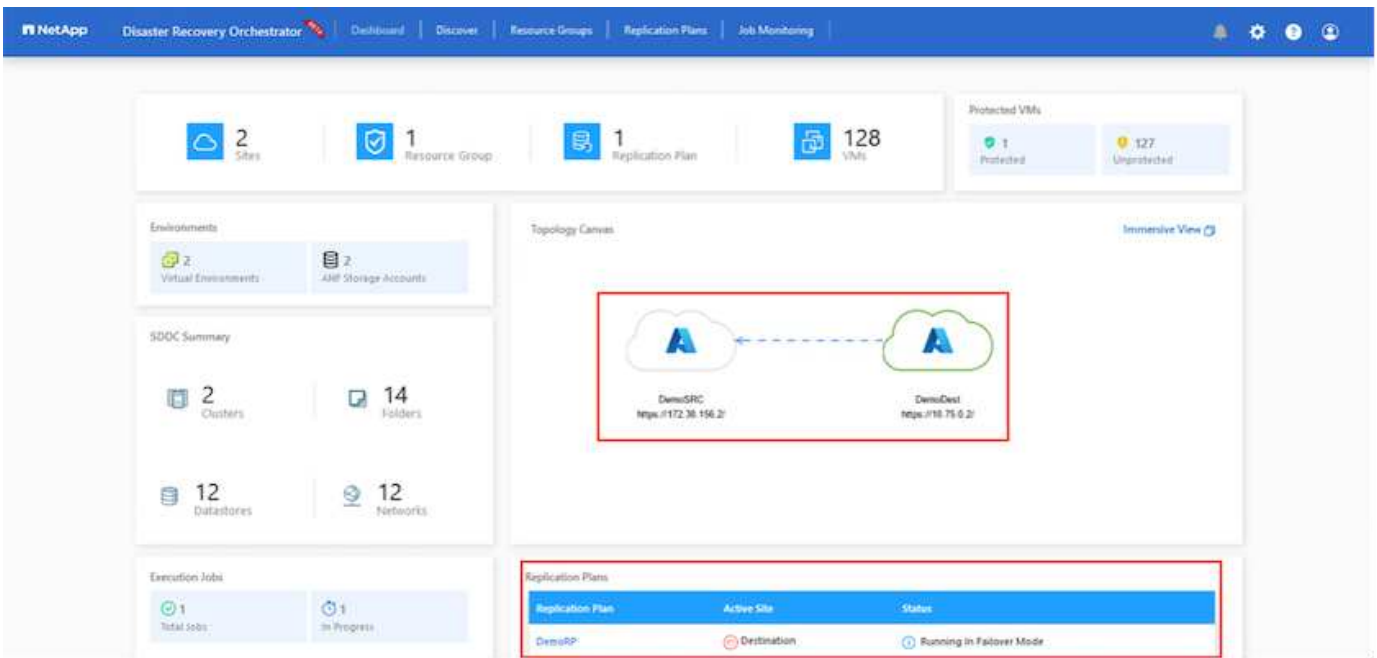 NetApp Disaster Recovery Orchestrator Dashboard Discover Resource Groups Replication Plans Job Monitoring
2 Sites
1 Resource Group
1 Replication Plan
128 VMs
Protected VMs
1 Protected
127 Unprotected
Environments
2 Virtual Environments
2 ANF Storage Accounts
Topology Canvas
Immersive View
DemoSRC
https://172.30.156.2/
DemoDest
https://10.75.0.2/
SDDC Summary
2 Clusters
14 Folders
12 Datastores
12 Networks
Execution Jobs
1 Total Jobs
1 In Progress
Replication Plans
Replication Plan Active Site Status
DemoRP Destination Running In Failover Mode